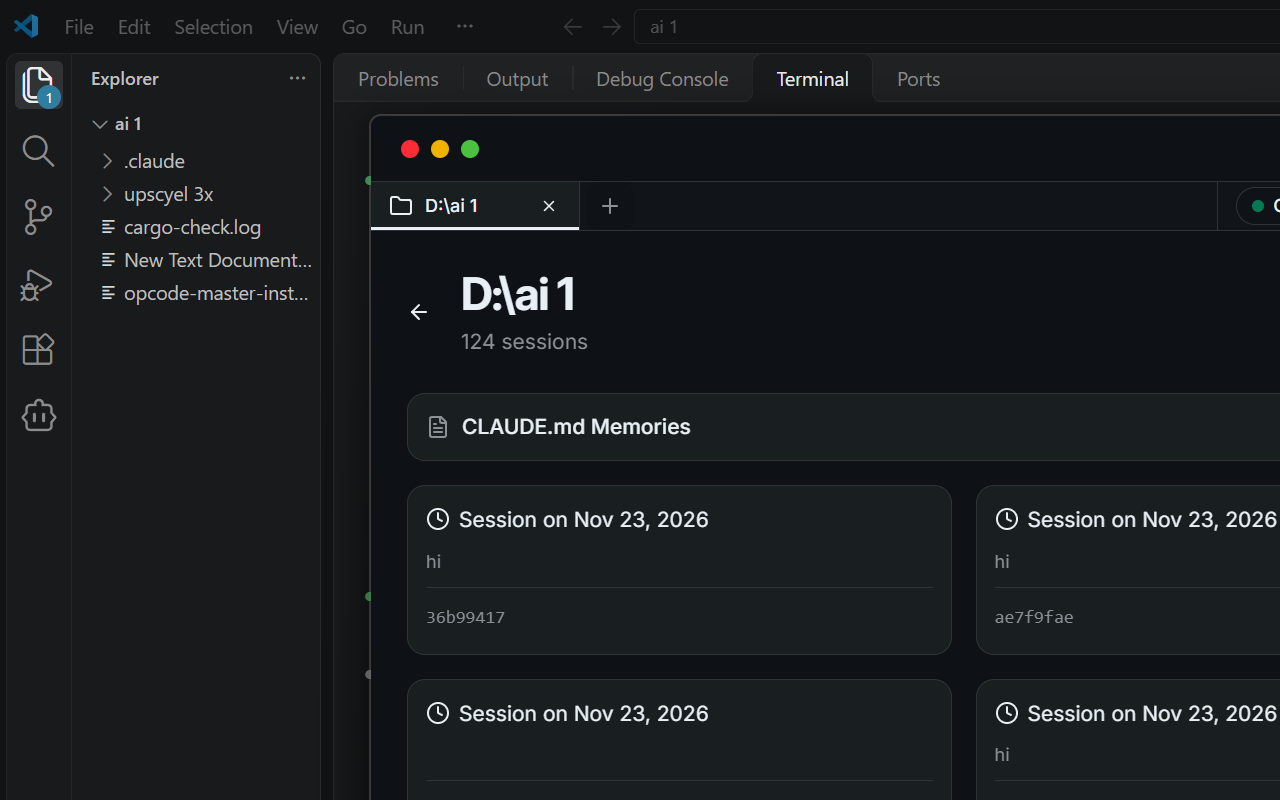 File Edit Selection View Go Run ··· ai 1
Explorer ···
Problems Output Debug Console Terminal Ports
1
ai 1
.claude
upscyel 3x
cargo-check.log
New Text Document...
opcode-master-inst...
D:\ai 1
D:\ai 1
124 sessions
CLAUDE.md Memories
Session on Nov 23, 2026
hi
36b99417
Session on Nov 23, 2026
hi
ae7f9fae
Session on Nov 23, 2026
Session on Nov 23, 2026
hi